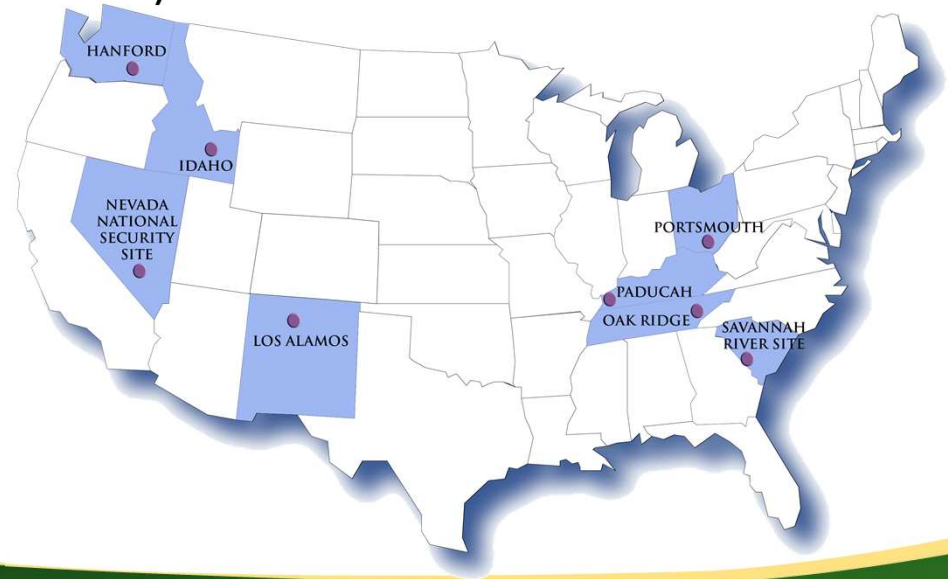 HANFORD
IDAHO
NEVADA
NATIONAL
SECURITY
SITE
LOS ALAMOS
PORTSMOUTH
PADUCAH
OAK RIDGE
SAVANNAH
RIVER SITE